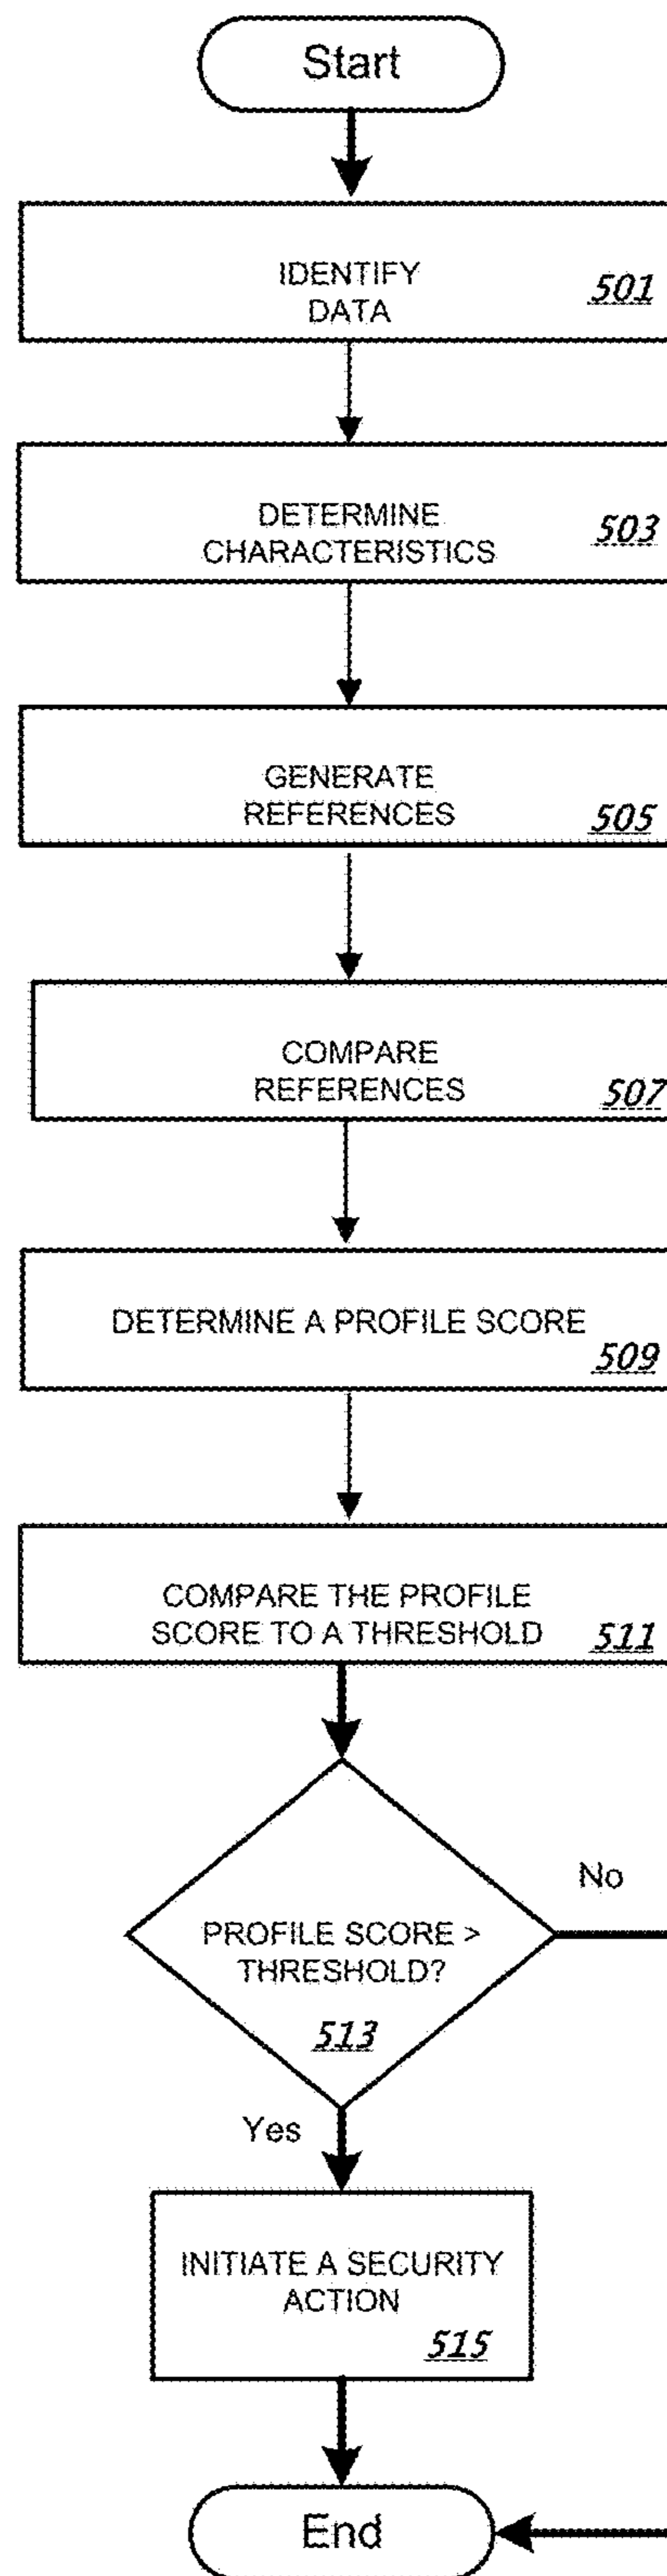 Start
IDENTIFY
DATA
501
DETERMINE
CHARACTERISTICS
503
GENERATE
REFERENCES
505
COMPARE
REFERENCES
507
DETERMINE A PROFILE SCORE
509
COMPARE THE PROFILE
SCORE TO A THRESHOLD
511
No
PROFILE SCORE >
THRESHOLD?
513
Yes
INITIATE A SECURITY
ACTION
515
End